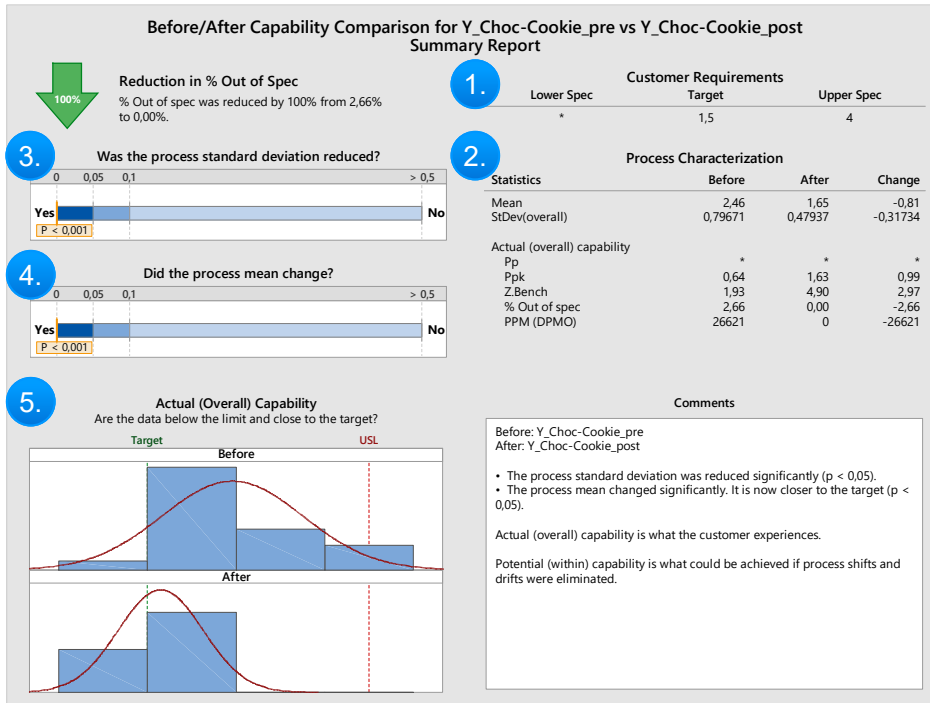 Before/After Capability Comparison for Y_Choc-Cookie_pre vs Y_Choc-Cookie_post
Summary Report
100%
Reduction in % Out of Spec
% Out of spec was reduced by 100% from 2,66%
to 0,00%.
1.
Customer Requirements
Lower Spec Target Upper Spec
* 1,5 4
3.
Was the process standard deviation reduced?
0 0,05 0,1 > 0,5
Yes No
P < 0,001
4.
Did the process mean change?
0 0,05 0,1 > 0,5
Yes No
P < 0,001
2.
Process Characterization
Statistics Before After Change
Mean 2,46 1,65 -0,81
StDev(overall) 0,79671 0,47937 -0,31734
Actual (overall) capability
Pp * * *
Ppk 0,64 1,63 0,99
Z.Bench 1,93 4,90 2,97
% Out of spec 2,66 0,00 -2,66
PPM (DPMO) 26621 0 -26621
5.
Actual (Overall) Capability
Are the data below the limit and close to the target?
Target USL
Before
After
Comments
Before: Y_Choc-Cookie_pre
After: Y_Choc-Cookie_post
• The process standard deviation was reduced significantly (p < 0,05).
• The process mean changed significantly. It is now closer to the target (p <
0,05).
Actual (overall) capability is what the customer experiences.
Potential (within) capability is what could be achieved if process shifts and
drifts were eliminated.